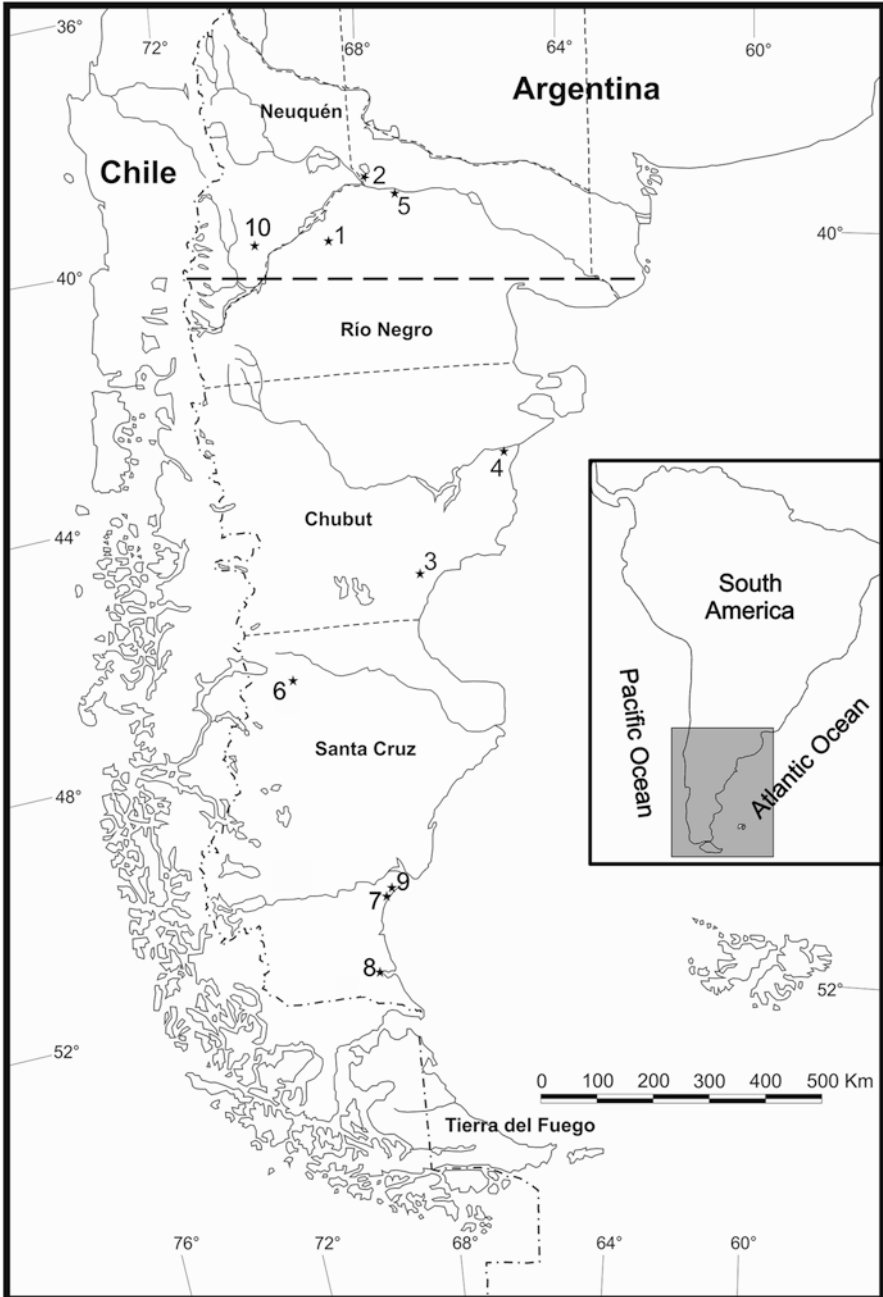 36°
72°
68°
64°
60°
Argentina
Neuquén
Chile
2
5
10
1
40°
40°
Río Negro
4
Chubut
44°
3
South
America
6
Pacific Ocean
Atlantic Ocean
Santa Cruz
48°
9
7
8
52°
52°
0 100 200 300 400 500 Km
Tierra del Fuego
76°
72°
68°
64°
60°